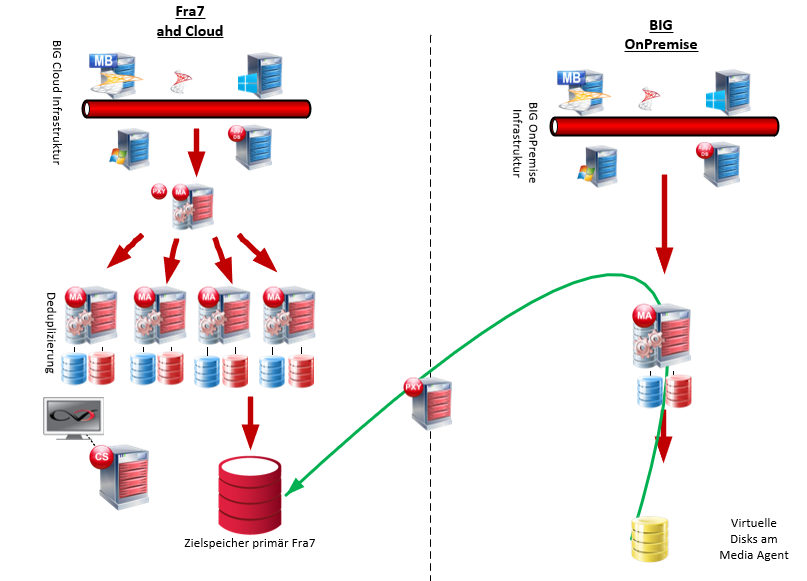 Fra7
ahd Cloud
BIG
OnPremise
BIG Cloud Infrastruktur
MB
MB
BIG OnPremise
Infrastruktur
PXY
MA
Deduplizierung
MA
MA
MA
MA
MA
PXY
CS
Zielspeicher primär Fra7
Virtuelle
Disks am
Media Agent